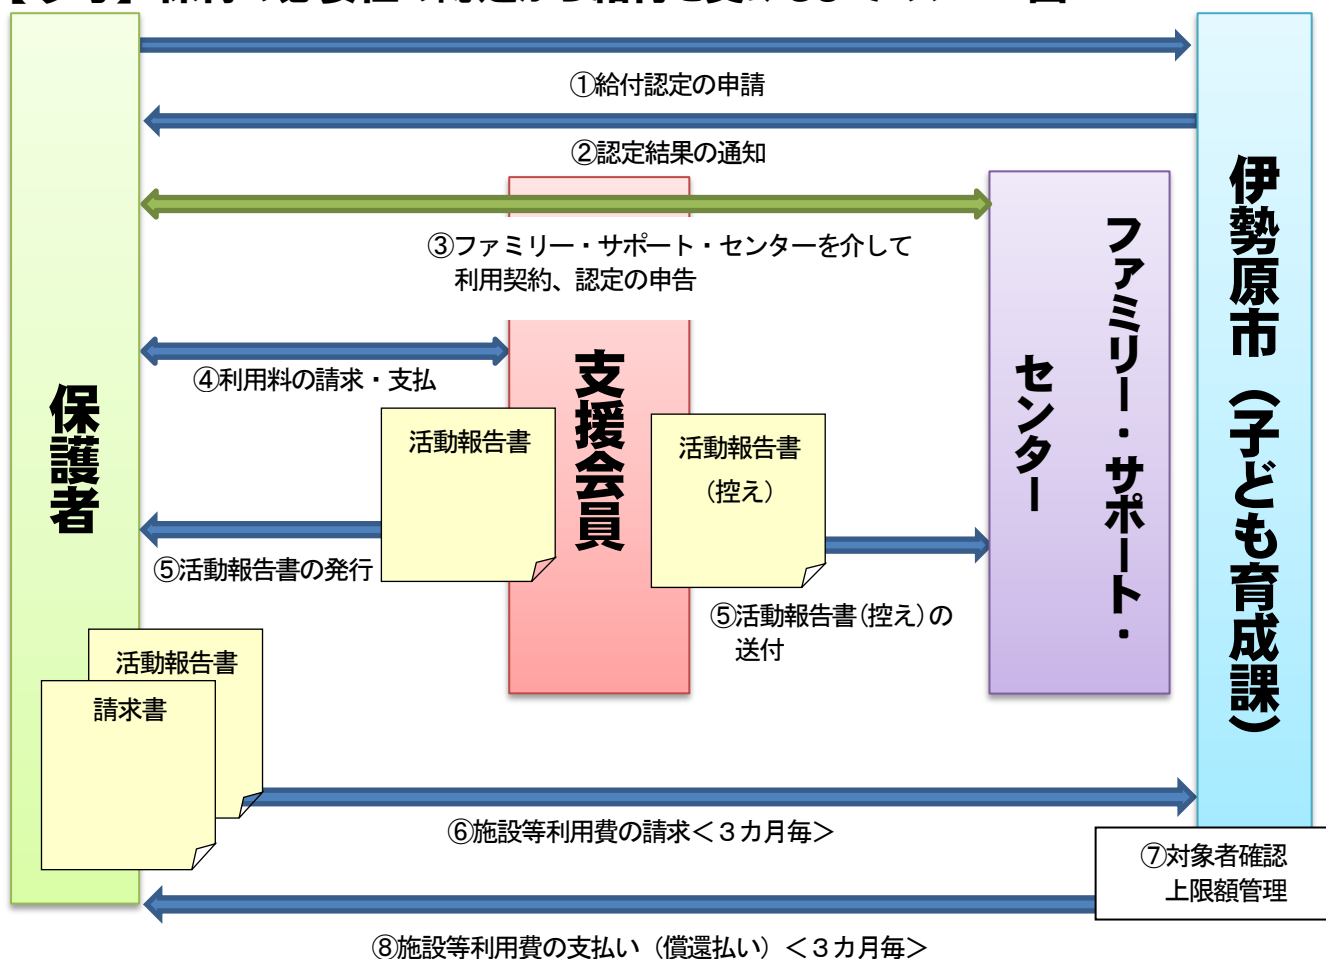 ①給付認定の申請
②認定結果の通知
③ファミリー・サポート・センターを介して
利用契約、認定の申告
④利用料の請求・支払
保護者
支援会員
ファミリー・サポート・
センター
伊勢原市（子ども育成課）
活動報告書
活動報告書
（控え）
⑤活動報告書の発行
⑤活動報告書（控え）の
送付
活動報告書
請求書
⑥施設等利用費の請求＜３カ月毎＞
⑦対象者確認
上限額管理
⑧施設等利用費の支払い（償還払い）＜３カ月毎＞